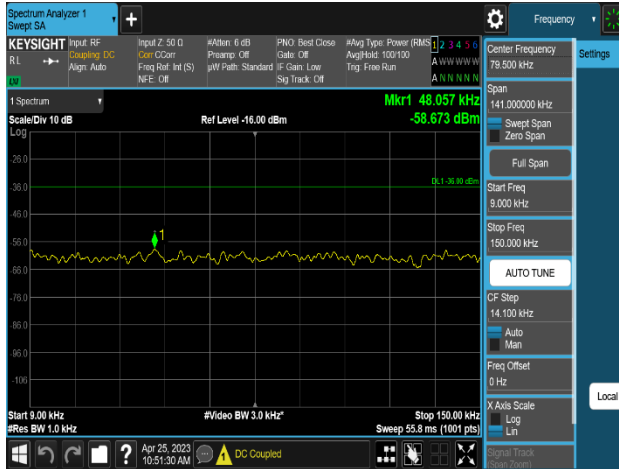 Spectrum Analyzer 1
Swept SA
Frequency
KEYSIGHT
Input: RF
Input Z: 50 Ω
#Atten: 6 dB
PNO: Best Close
#Avg Type: Power (RMS
1 2 3 4 5 6
RL
Coupling: DC
Corr CCorr
Preamp: Off
Gate: Off
Avg|Hold: 100/100
A W W W W W
Align: Auto
Freq Ref: Int (S)
µW Path: Standard
IF Gain: Low
Trig: Free Run
NFE: Off
Sig Track: Off
A N N N N N
1 Spectrum
Mkr1 48.057 kHz
Scale/Div 10 dB
Ref Level -16.00 dBm
-58.673 dBm
Log
-26.0
DL1 -36.00 dBm
-36.0
-46.0
1
-56.0
-66.0
-76.0
-86.0
-96.0
-106
Start 9.00 kHz
#Video BW 3.0 kHz*
Stop 150.00 kHz
#Res BW 1.0 kHz
Sweep 55.8 ms (1001 pts)
Apr 25, 2023
10:51:30 AM
DC Coupled
Center Frequency
79.500 kHz
Settings
Span
141.000000 kHz
Swept Span
Zero Span
Full Span
Start Freq
9.000 kHz
Stop Freq
150.000 kHz
AUTO TUNE
CF Step
14.100 kHz
Auto
Man
Freq Offset
0 Hz
Local
X Axis Scale
Log
Lin
Signal Track
(Span Zoom)